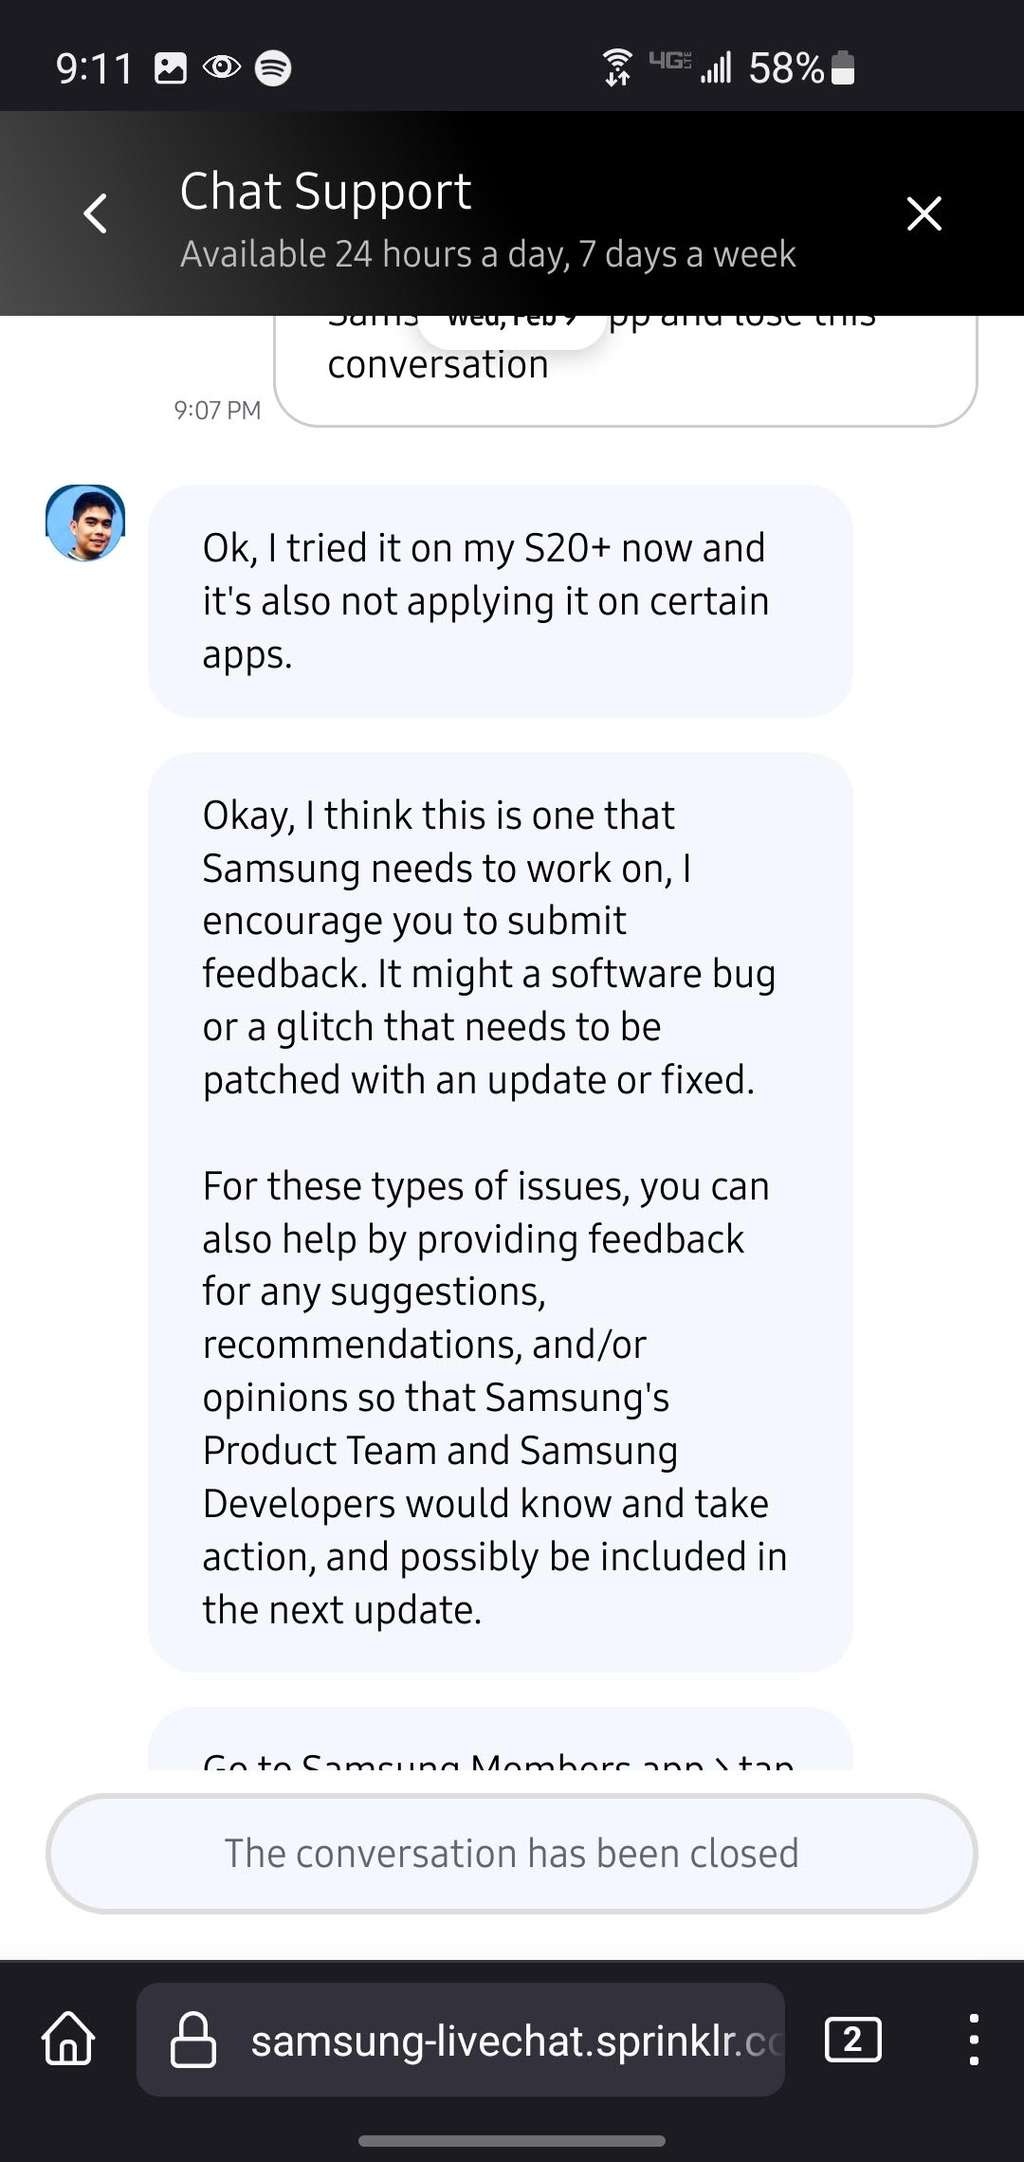 9:11
4G LTE
58%
Chat Support
Available 24 hours a day, 7 days a week
Wed, Feb 9
Sams pp and lose this
conversation
9:07 PM
Ok, I tried it on my S20+ now and
it's also not applying it on certain
apps.
Okay, I think this is one that
Samsung needs to work on, I
encourage you to submit
feedback. It might a software bug
or a glitch that needs to be
patched with an update or fixed.
For these types of issues, you can
also help by providing feedback
for any suggestions,
recommendations, and/or
opinions so that Samsung's
Product Team and Samsung
Developers would know and take
action, and possibly be included in
the next update.
Go to Samsung Members app > tap
The conversation has been closed
samsung-livechat.sprinklr.co
2